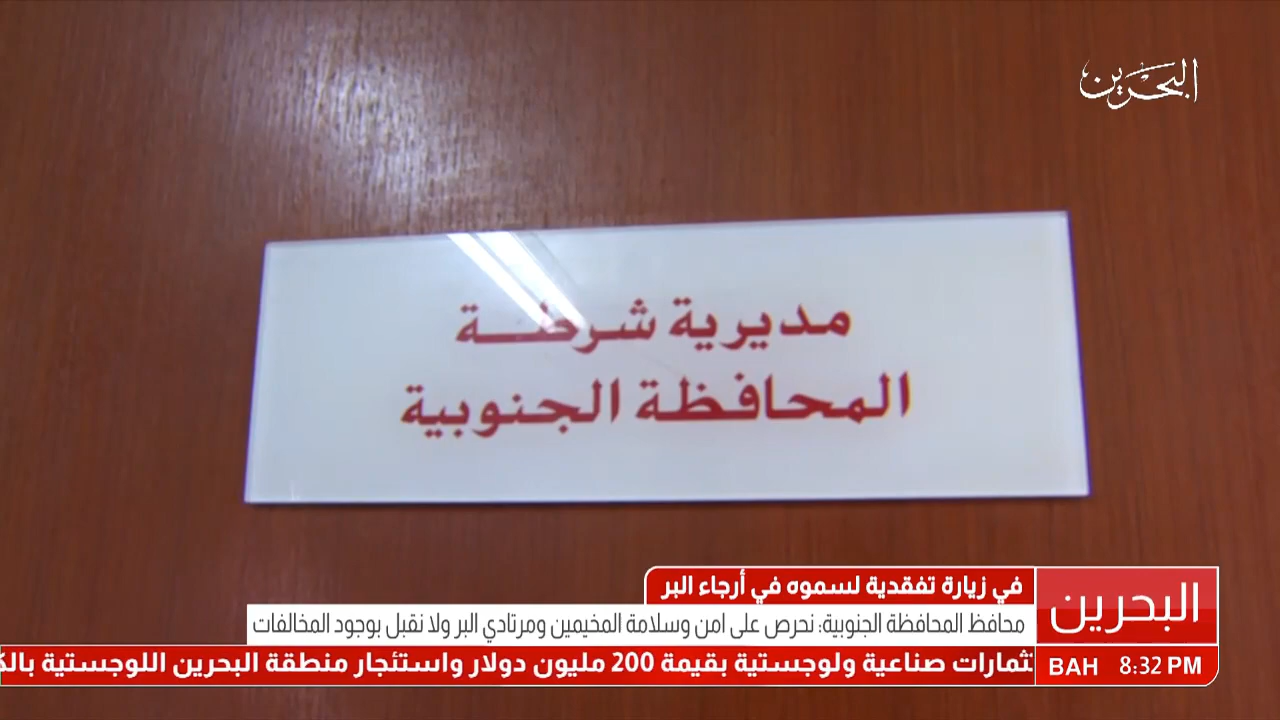 البحرين
مديرية شرطة
المحافظة الجنوبية
في زيارة تفقدية لسموه في أرجاء البر
محافظ المحافظة الجنوبية: نحرص على امن وسلامة المخيمين ومرتادي البر ولا نقبل بوجود المخالفات
البحرين
صناعية ولوجستية بقيمة 200 مليون دولار واستئجار منطقة البحرين اللوجستية
BAH 8:32 PM